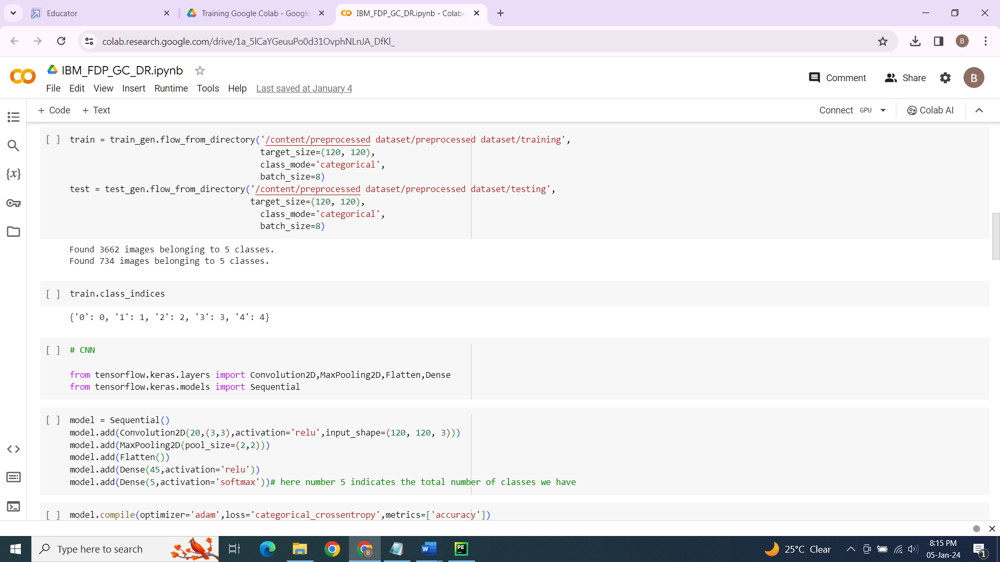 Educator
Training Google Colab - Google
IBM_FDP_GC_DR.ipynb - Colabo
colab.research.google.com/drive/1a_5lCaYGeuuPo0d31OvphNLnJA_DfKl_
B
IBM_FDP_GC_DR.ipynb
Comment
Share
B
File Edit View Insert Runtime Tools Help Last saved at January 4
+ Code + Text
Connect GPU
Colab AI
[ ] train = train_gen.flow_from_directory('/content/preprocessed dataset/preprocessed dataset/training',
target_size=(120, 120),
class_mode='categorical',
batch_size=8)
test = test_gen.flow_from_directory('/content/preprocessed dataset/preprocessed dataset/testing',
target_size=(120, 120),
class_mode='categorical',
batch_size=8)
Found 3662 images belonging to 5 classes.
Found 734 images belonging to 5 classes.
[ ] train.class_indices
{'0': 0, '1': 1, '2': 2, '3': 3, '4': 4}
[ ] # CNN
from tensorflow.keras.layers import Convolution2D,MaxPooling2D,Flatten,Dense
from tensorflow.keras.models import Sequential
[ ] model = Sequential()
model.add(Convolution2D(20,(3,3),activation='relu',input_shape=(120, 120, 3)))
model.add(MaxPooling2D(pool_size=(2,2)))
model.add(Flatten())
model.add(Dense(45,activation='relu'))
model.add(Dense(5,activation='softmax'))# here number 5 indicates the total number of classes we have
[ ] model.compile(optimizer='adam',loss='categorical_crossentropy',metrics=['accuracy'])
Type here to search
25°C Clear
8:15 PM
05-Jan-24
1